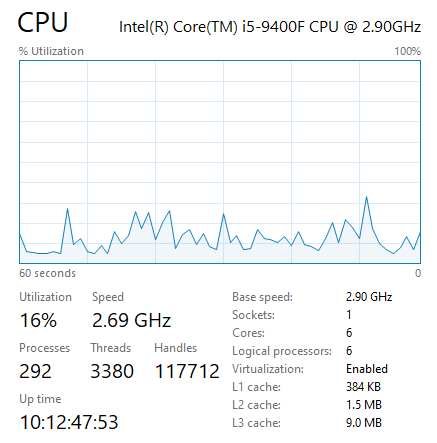 CPU Intel(R) Core(TM) i5-9400F CPU @ 2.90GHz
% Utilization 100%
60 seconds 0
Utilization Speed Base speed: 2.90 GHz
16% 2.69 GHz Sockets: 1
Cores: 6
Processes Threads Handles Logical processors: 6
292 3380 117712 Virtualization: Enabled
L1 cache: 384 KB
Up time L2 cache: 1.5 MB
10:12:47:53 L3 cache: 9.0 MB